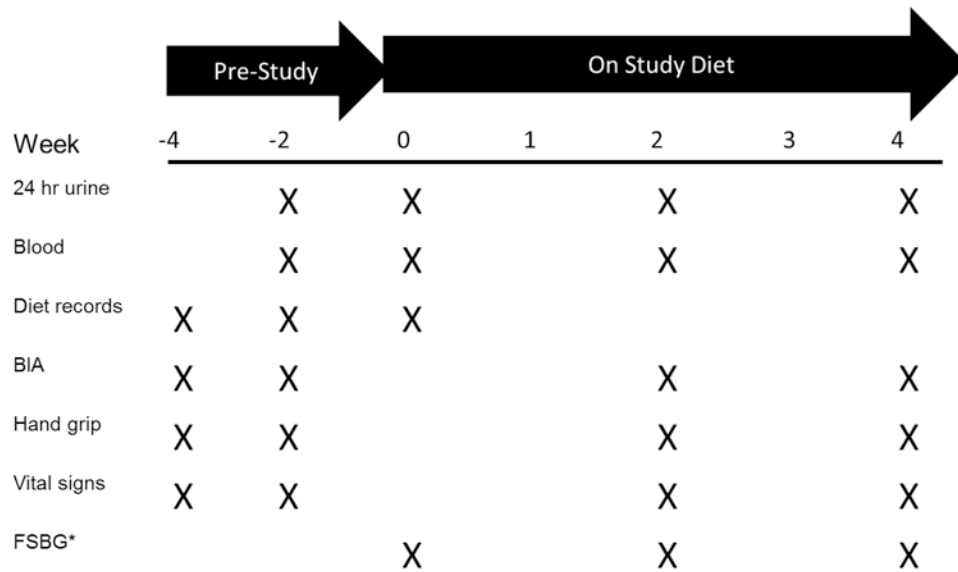 Pre-Study On Study Diet
Week -4 -2 0 1 2 3 4
24 hr urine X X X X
Blood X X X X
Diet records X X X
BIA X X X X
Hand grip X X X X
Vital signs X X X X
FSBG* X X X